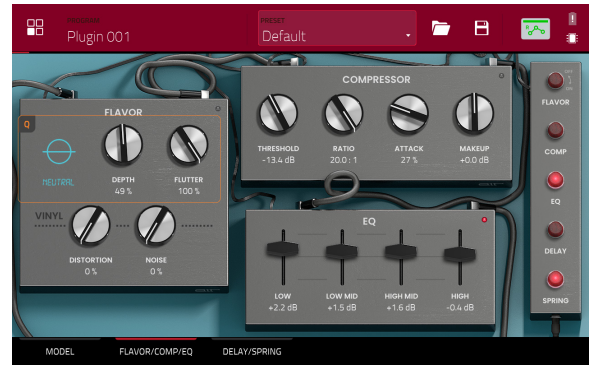 PROGRAM
Plugin 001
PRESET
Default
FLAVOR
Q
NEUTRAL
DEPTH
49 %
FLUTTER
100 %
VINYL
DISTORTION
0 %
NOISE
0 %
COMPRESSOR
THRESHOLD
-13.4 dB
RATIO
20.0 : 1
ATTACK
27 %
MAKEUP
+0.0 dB
EQ
LOW
+2.2 dB
LOW MID
+1.5 dB
HIGH MID
+1.6 dB
HIGH
-0.4 dB
FLAVOR
COMP
EQ
DELAY
SPRING
MODEL
FLAVOR/COMP/EQ
DELAY/SPRING